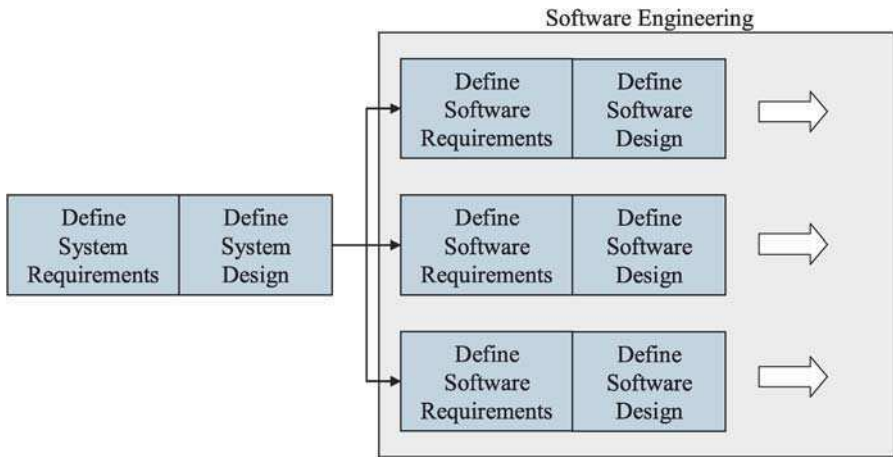 Software Engineering
Define
Software
Requirements
Define
Software
Design
Define
System
Requirements
Define
System
Design
Define
Software
Requirements
Define
Software
Design
Define
Software
Requirements
Define
Software
Design